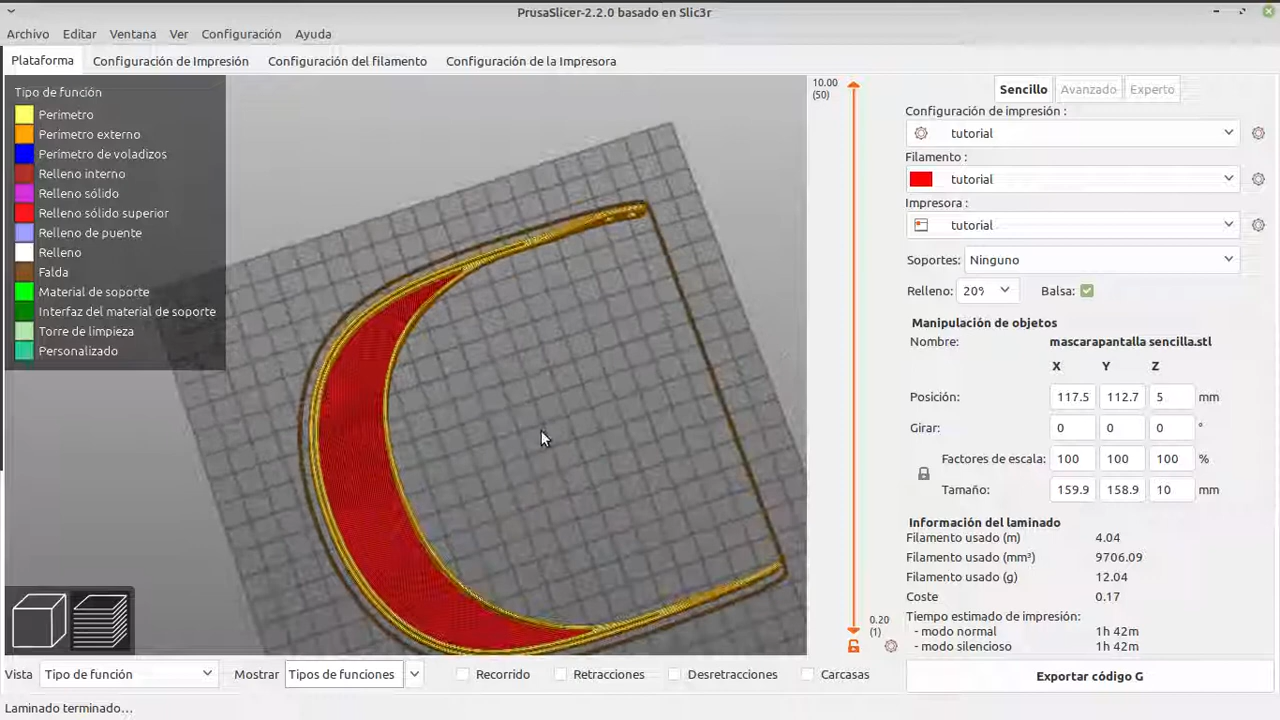 PrusaSlicer-2.2.0 basado en Slic3r
Archivo Editar Ventana Ver Configuración Ayuda
Plataforma Configuración de Impresión Configuración del filamento Configuración de la Impresora
Tipo de función
Perimetro
Perimetro externo
Perímetro de voladizos
Relleno interno
Relleno sólido
Relleno sólido superior
Relleno de puente
Relleno
Falda
Material de soporte
Interfaz del material de soporte
Torre de limpieza
Personalizado
10.00
(50)
0.20
(1)
Sencillo Avanzado Experto
Configuración de impresión :
tutorial
Filamento :
tutorial
Impresora :
tutorial
Soportes: Ninguno
Relleno: 20% Balsa:
Manipulación de objetos
Nombre: mascarapantalla sencilla.stl
X Y Z
Posición: 117.5 112.7 5 mm
Girar: 0 0 0 °
Factores de escala: 100 100 100 %
Tamaño: 159.9 158.9 10 mm
Información del laminado
Filamento usado (m) 4.04
Filamento usado (mm³) 9706.09
Filamento usado (g) 12.04
Coste 0.17
Tiempo estimado de impresión:
- modo normal 1h 42m
- modo silencioso 1h 42m
Vista Tipo de función Mostrar Tipos de funciones Recorrido Retracciones Desretracciones Carcasas Exportar código G
Laminado terminado…